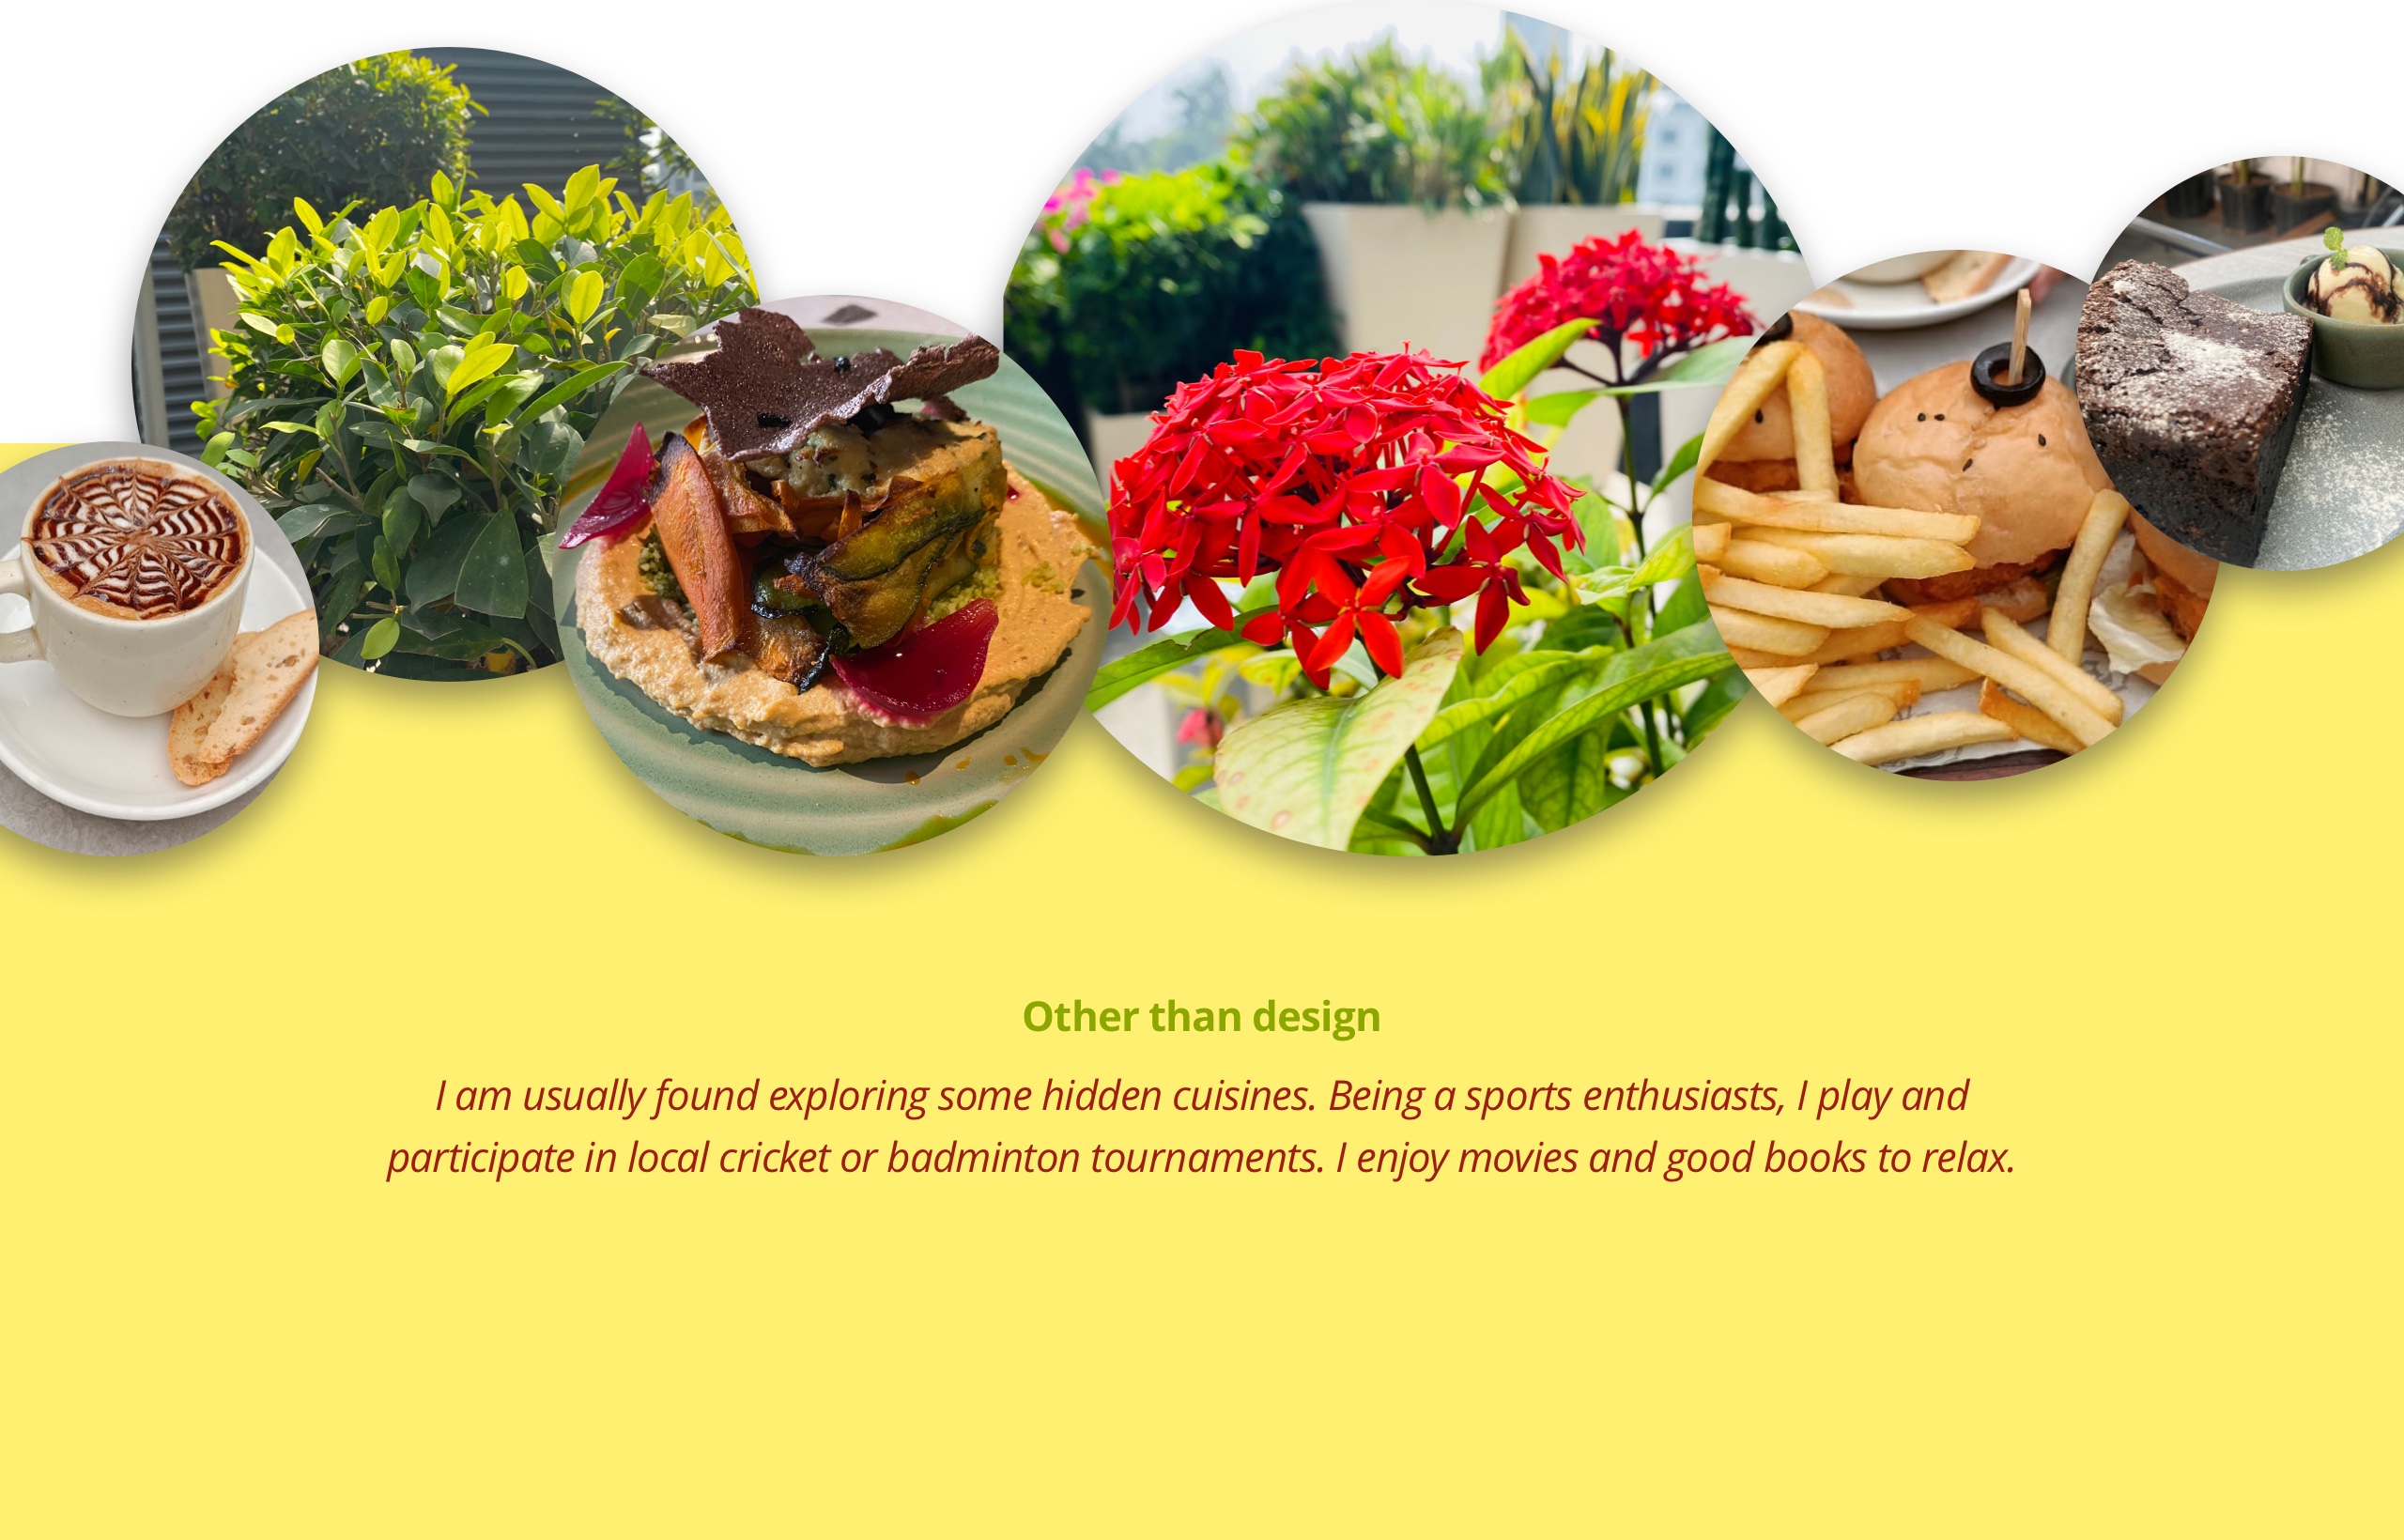 Other than design
I am usually found exploring some hidden cuisines. Being a sports enthusiasts, I play and
participate in local cricket or badminton tournaments. I enjoy movies and good books to relax.